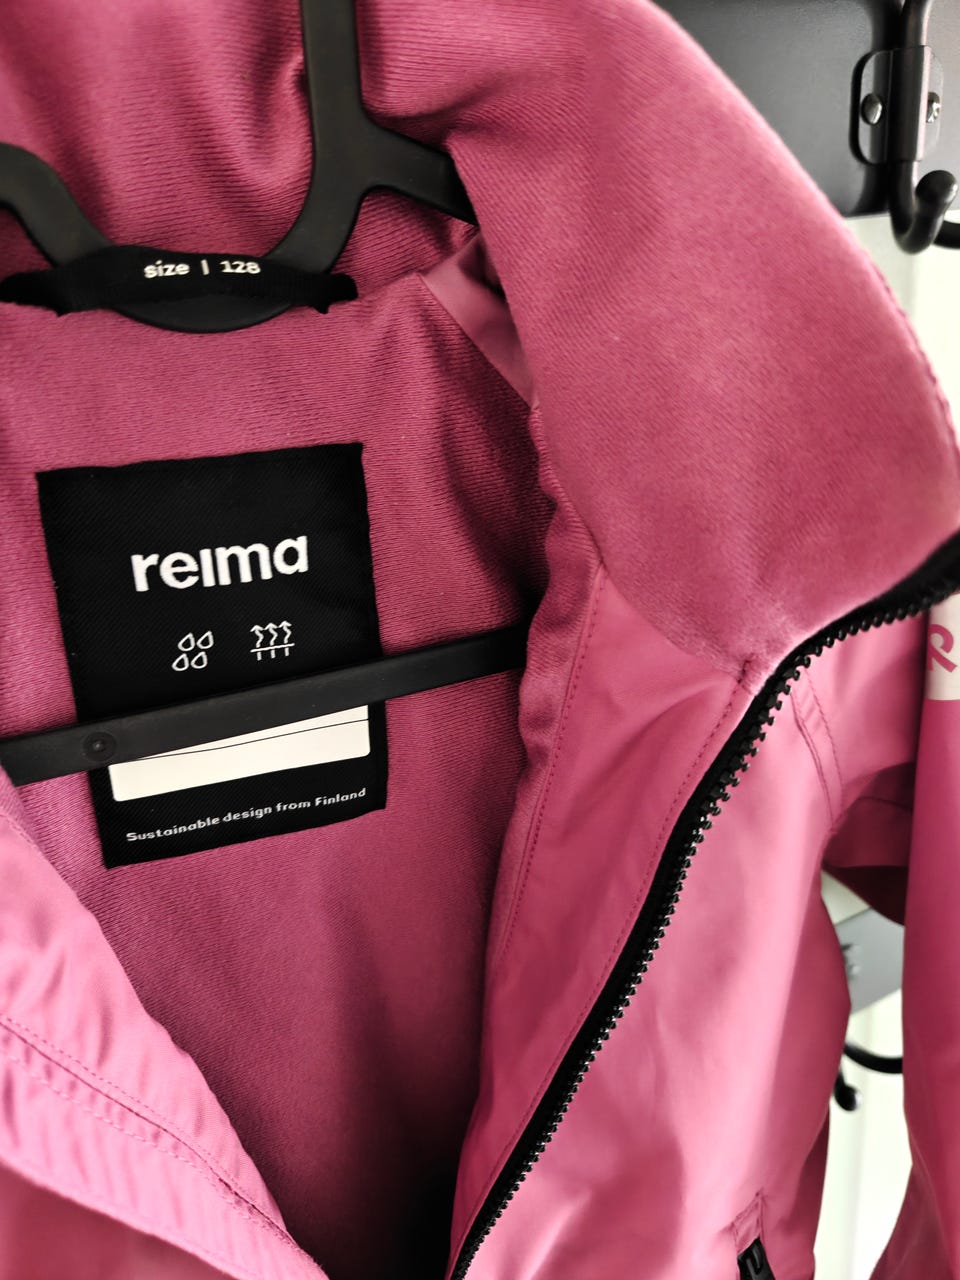 size | 128
reima
Sustainable design from Finland